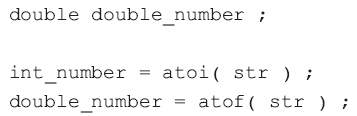 double double_number ;
int_number = atoi( str ) ;
double_number = atof( str ) ;